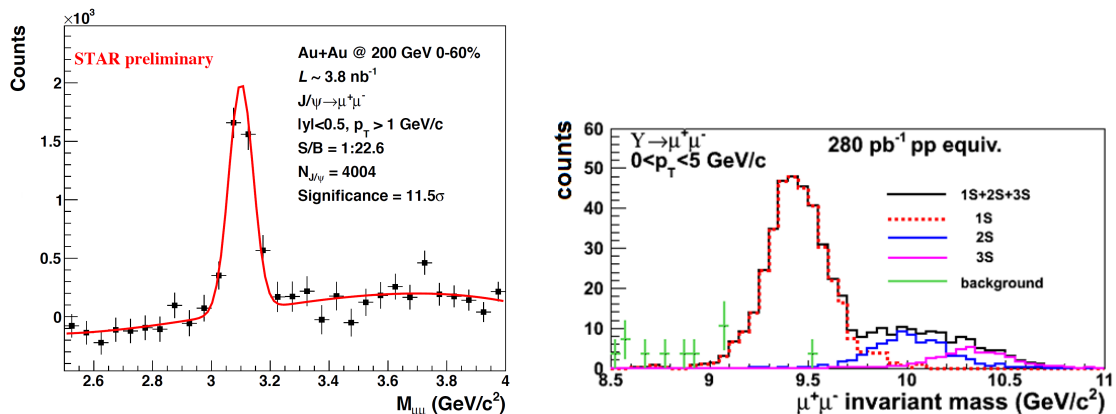 ×10³
Counts
2
1.5
1
0.5
0
STAR preliminary
Au+Au @ 200 GeV 0-60%
L ~ 3.8 nb⁻¹
J/ψ→μ⁺μ⁻
|y|<0.5, p_T > 1 GeV/c
S/B = 1:22.6
N_J/ψ = 4004
Significance = 11.5σ
2.6 2.8 3 3.2 3.4 3.6 3.8 4
M_μμ (GeV/c²)
counts
60
50
40
30
20
10
0
ϒ→μ⁺μ⁻
0<p_T<5 GeV/c
280 pb⁻¹ pp equiv.
1S+2S+3S
1S
2S
3S
background
8.5 9 9.5 10 10.5 11
μ⁺μ⁻ invariant mass (GeV/c²)